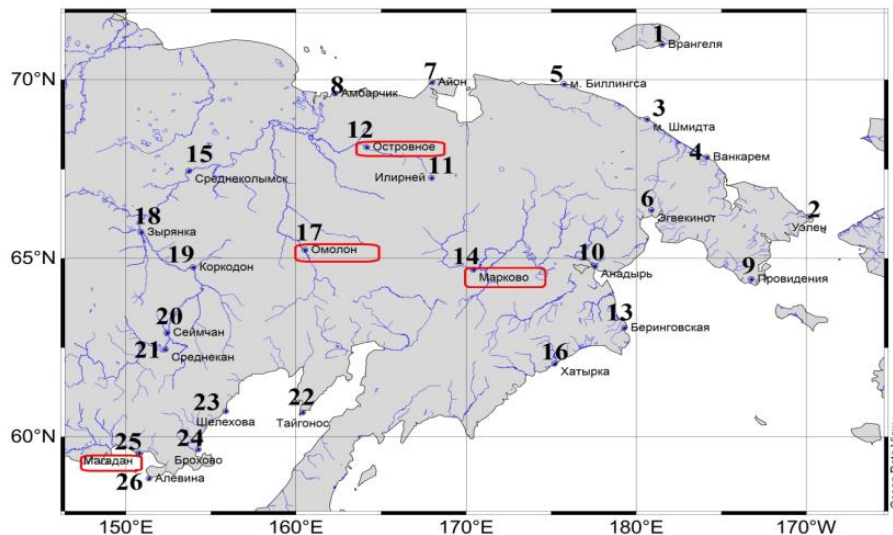 1
Врангеля
70°N
7 Айон
8
Амбарчик
5
м. Биллингса
3
м. Шмидта
12
Островное
4
Ванкарем
15
Среднеколымск
11
Илирней
18
Зырянка
6
Эгвекинот
2
Уэлен
17
Омолон
65°N
19
Коркодон
14
Марково
10
Анадырь
9
Провидения
13
Беринговская
20
Сеймчан
21
Среднекан
16
Хатырка
23
Шелехова
22
Тайгонос
60°N
24
Брохово
25
Магадан
26 Алевина
150°E
160°E
170°E
180°E
170°W